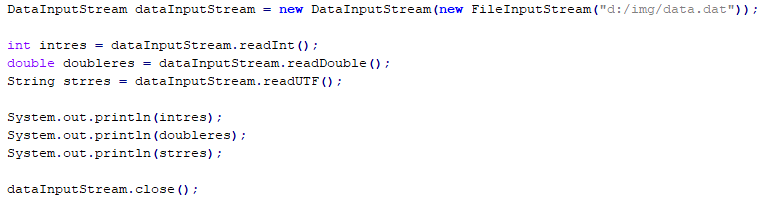 DataInputStream dataInputStream = new DataInputStream(new FileInputStream("d:/img/data.dat"));
int intres = dataInputStream.readInt();
double doubleres = dataInputStream.readDouble();
String strres = dataInputStream.readUTF();
System.out.println(intres);
System.out.println(doubleres);
System.out.println(strres);
dataInputStream.close();